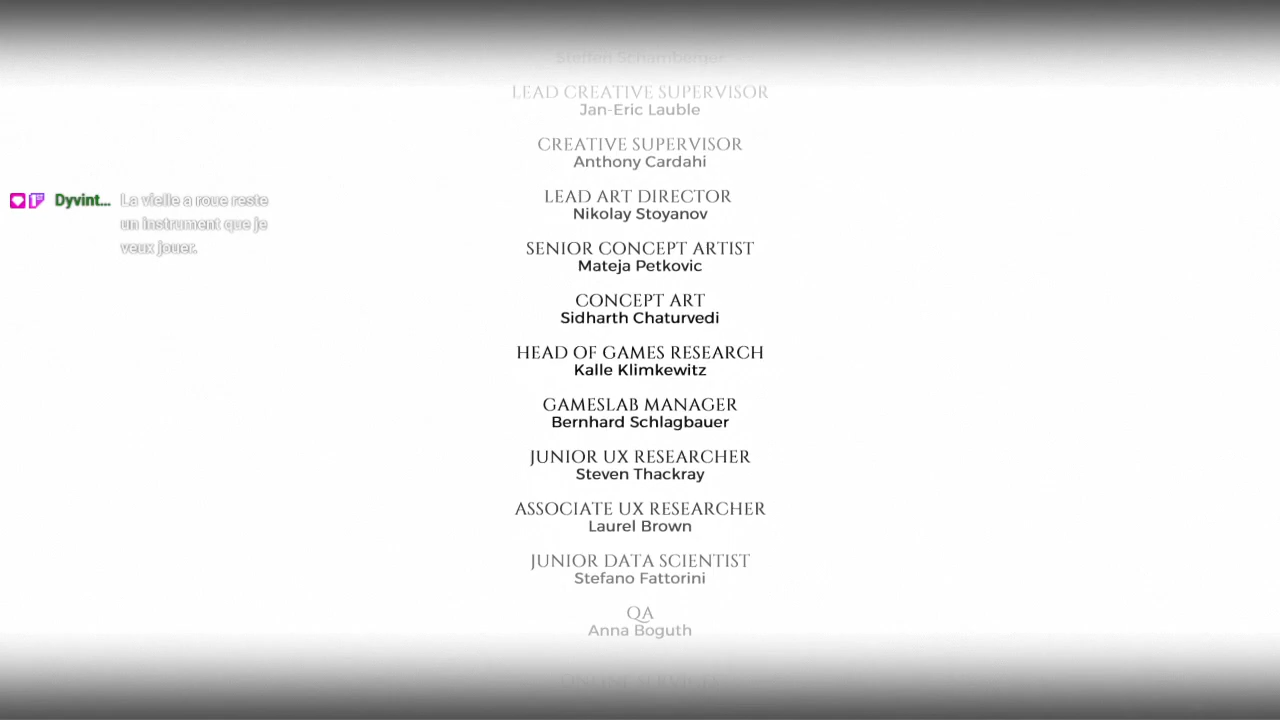 Steffen Schamberger
LEAD CREATIVE SUPERVISOR
Jan-Eric Lauble
CREATIVE SUPERVISOR
Anthony Cardahi
LEAD ART DIRECTOR
Nikolay Stoyanov
Dyvint... La vielle a roue reste
un instrument que je
veux jouer.
SENIOR CONCEPT ARTIST
Mateja Petkovic
CONCEPT ART
Sidharth Chaturvedi
HEAD OF GAMES RESEARCH
Kalle Klimkewitz
GAMESLAB MANAGER
Bernhard Schlagbauer
JUNIOR UX RESEARCHER
Steven Thackray
ASSOCIATE UX RESEARCHER
Laurel Brown
JUNIOR DATA SCIENTIST
Stefano Fattorini
QA
Anna Boguth
ONLINE SERVICES